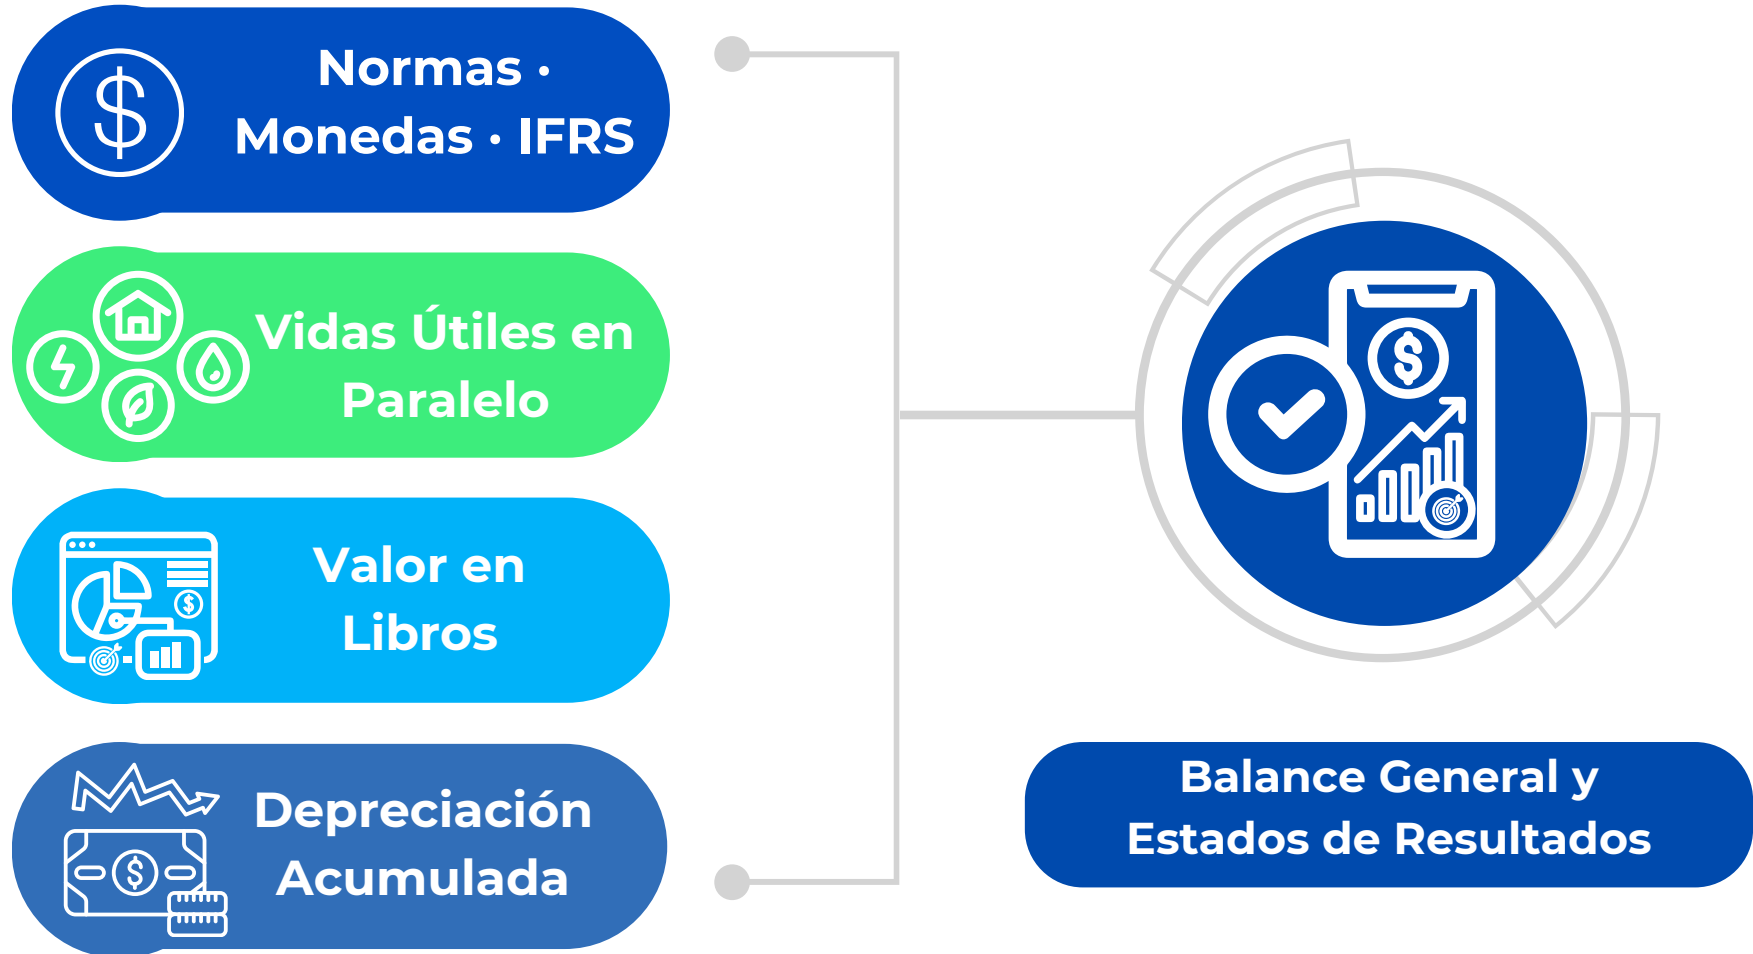 Normas ·
Monedas · IFRS
Vidas Útiles en
Paralelo
Valor en
Libros
Depreciación
Acumulada
Balance General y
Estados de Resultados